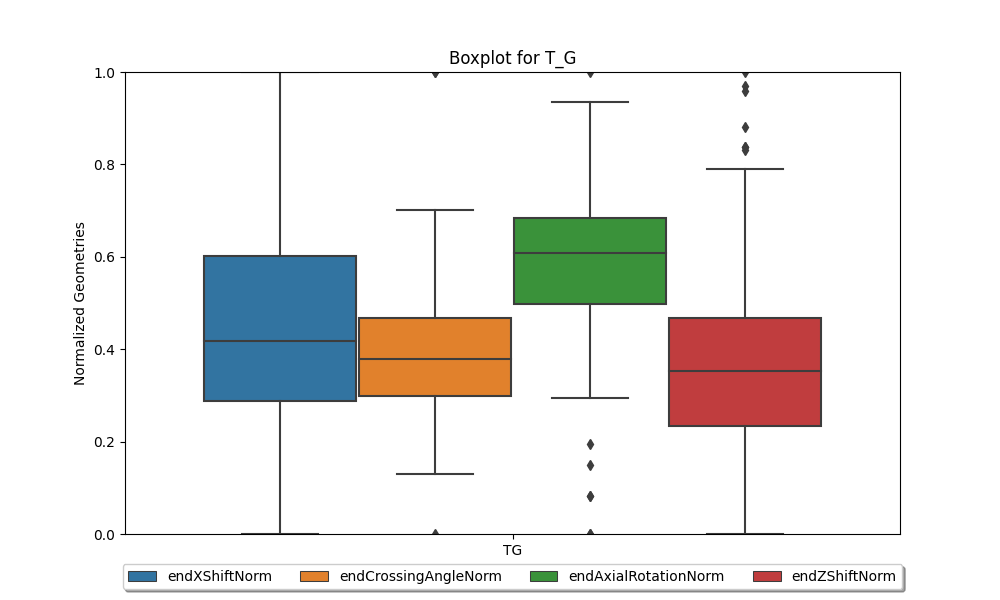 Boxplot for T_G
Normalized Geometries
1.0
0.8
0.6
0.4
0.2
0.0
TG
endXShiftNorm endCrossingAngleNorm endAxialRotationNorm endZShiftNorm